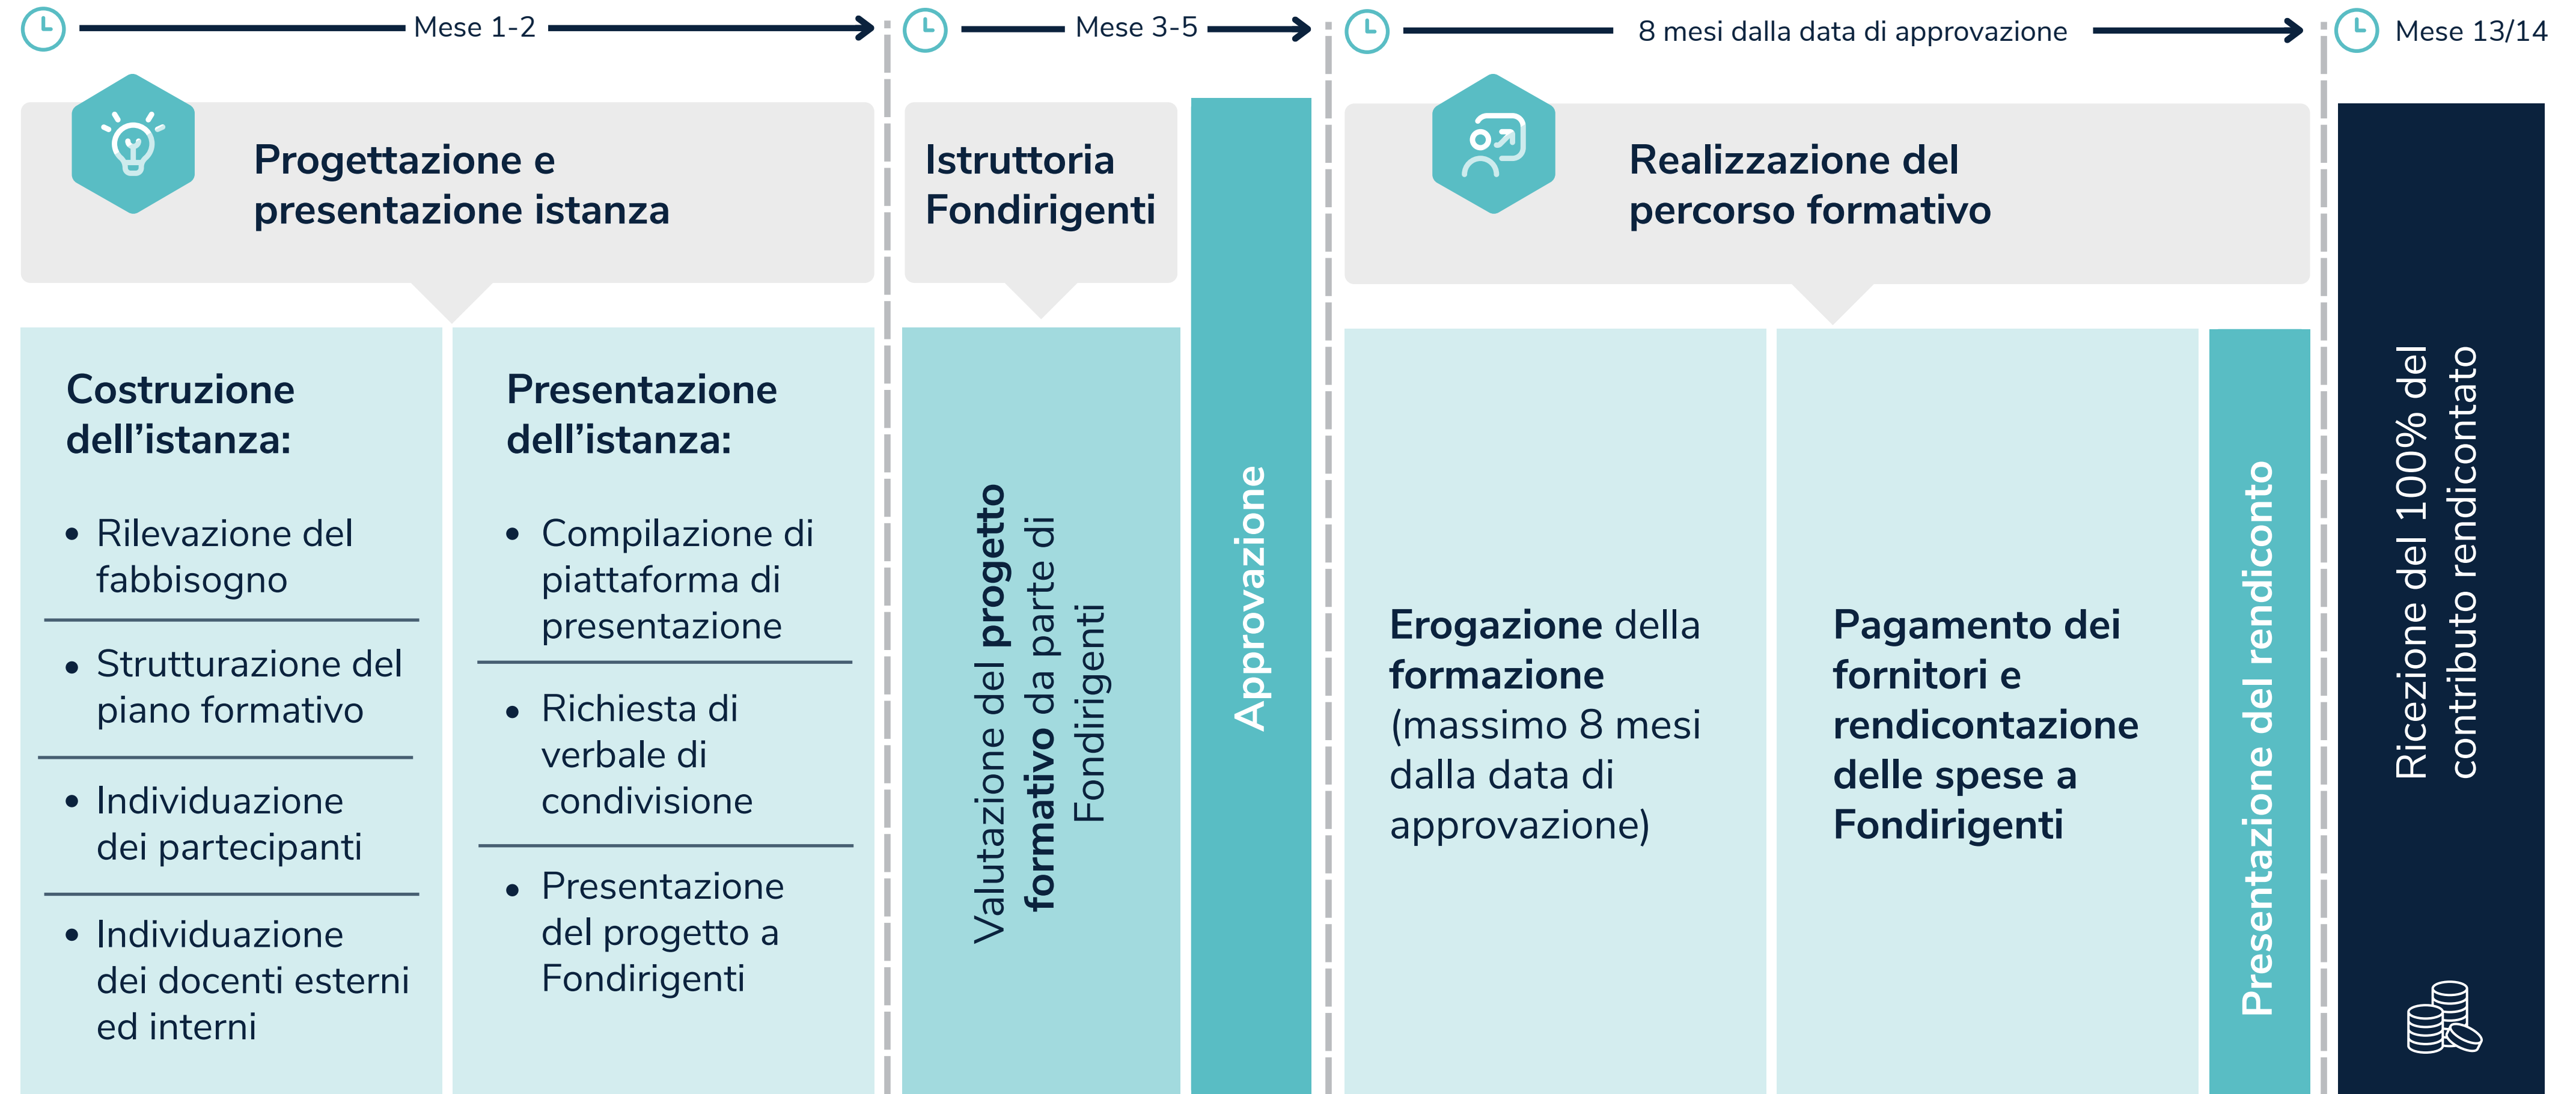 Mese 1-2
Mese 3-5
8 mesi dalla data di approvazione
Mese 13/14
Progettazione e
presentazione istanza
Costruzione
dell’istanza:
• Rilevazione del
fabbisogno
• Strutturazione del
piano formativo
• Individuazione
dei partecipanti
• Individuazione
dei docenti esterni
ed interni
Presentazione
dell’istanza:
• Compilazione di
piattaforma di
presentazione
• Richiesta di
verbale di
condivisione
• Presentazione
del progetto a
Fondirigenti
Istruttoria
Fondirigenti
Valutazione del progetto
formativo da parte di
Fondirigenti
Approvazione
Realizzazione del
percorso formativo
Erogazione della
formazione
(massimo 8 mesi
dalla data di
approvazione)
Pagamento dei
fornitori e
rendicontazione
delle spese a
Fondirigenti
Presentazione del rendiconto
Ricezione del 100% del
contributo rendicontato